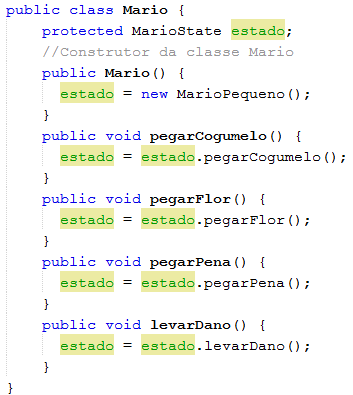 public class Mario {
    protected MarioState estado;
    //Construtor da classe Mario
    public Mario() {
      estado = new MarioPequeno();
    }
    public void pegarCogumelo() {
      estado = estado.pegarCogumelo();
    }
    public void pegarFlor() {
      estado = estado.pegarFlor();
    }
    public void pegarPena() {
      estado = estado.pegarPena();
    }
    public void levarDano() {
      estado = estado.levarDano();
    }
}